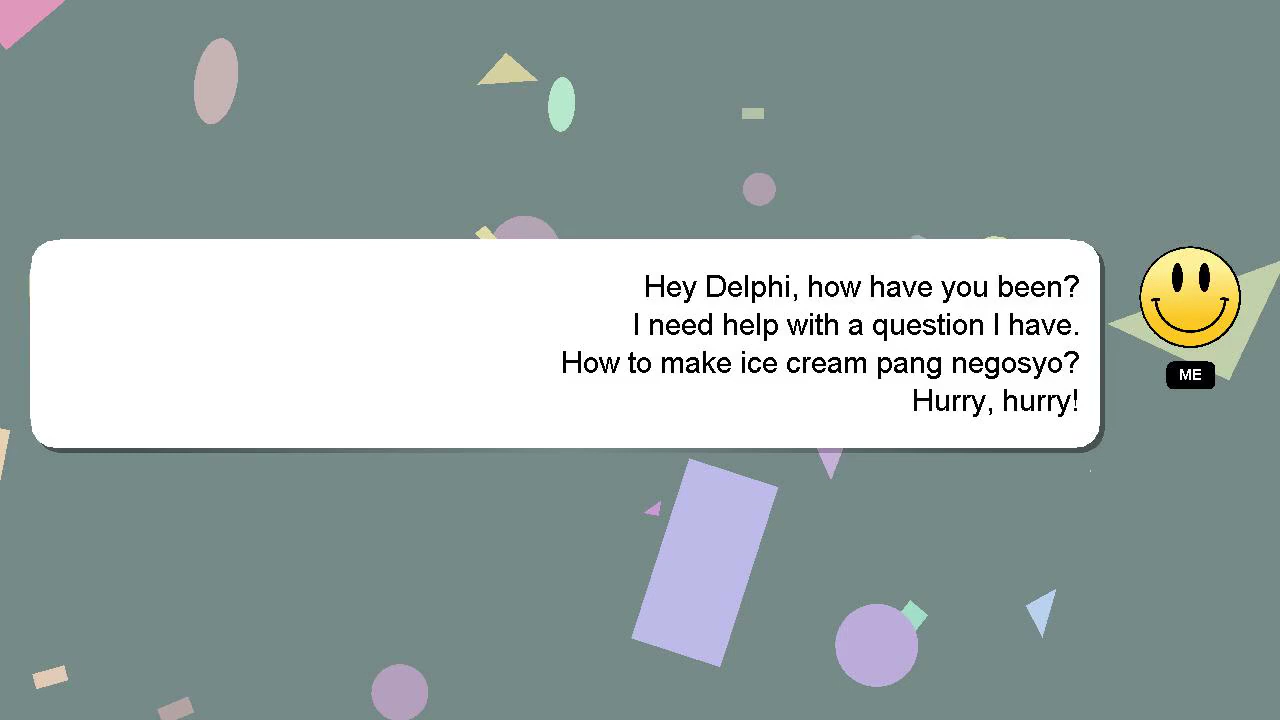 Hey Delphi, how have you been?
I need help with a question I have.
How to make ice cream pang negosyo?
Hurry, hurry!
ME